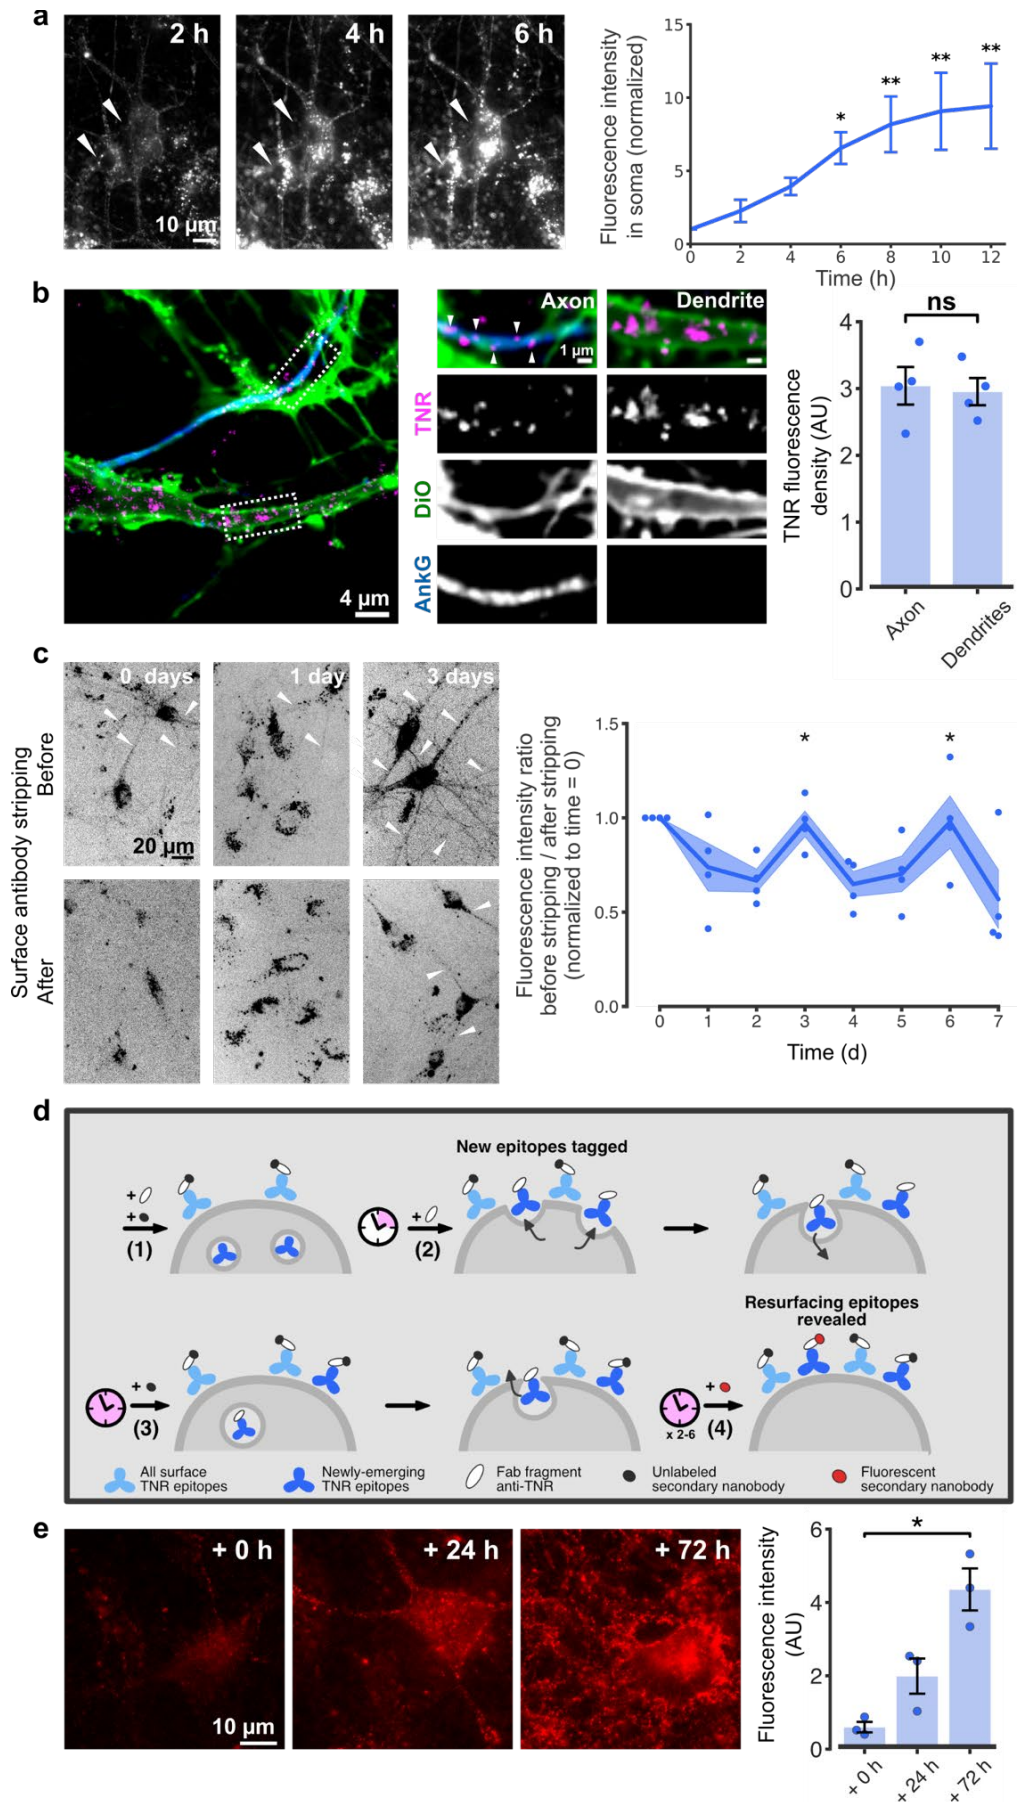 a
2 h
4 h
6 h
10 µm
Fluorescence intensity
in soma (normalized)
15
10
5
0
*
**
**
**
0 2 4 6 8 10 12
Time (h)
b
4 µm
Axon
Dendrite
1 µm
TNR
DiO
AnkG
TNR fluorescence
density (AU)
ns
4
3
2
1
0
Axon
Dendrites
c
Surface antibody stripping
Before
After
0 days
1 day
3 days
20 µm
Fluorescence intensity ratio
before stripping / after stripping
(normalized to time = 0)
1.5
1.0
0.5
0.0
*
*
0 1 2 3 4 5 6 7
Time (d)
d
+
+
(1)
+
(2)
New epitopes tagged
+
(3)
x 2-6
+
(4)
Resurfacing epitopes
revealed
All surface
TNR epitopes
Newly-emerging
TNR epitopes
Fab fragment
anti-TNR
Unlabeled
secondary nanobody
Fluorescent
secondary nanobody
e
+ 0 h
+ 24 h
+ 72 h
10 µm
Fluorescence intensity
(AU)
*
6
4
2
0
+ 0 h
+ 24 h
+ 72 h